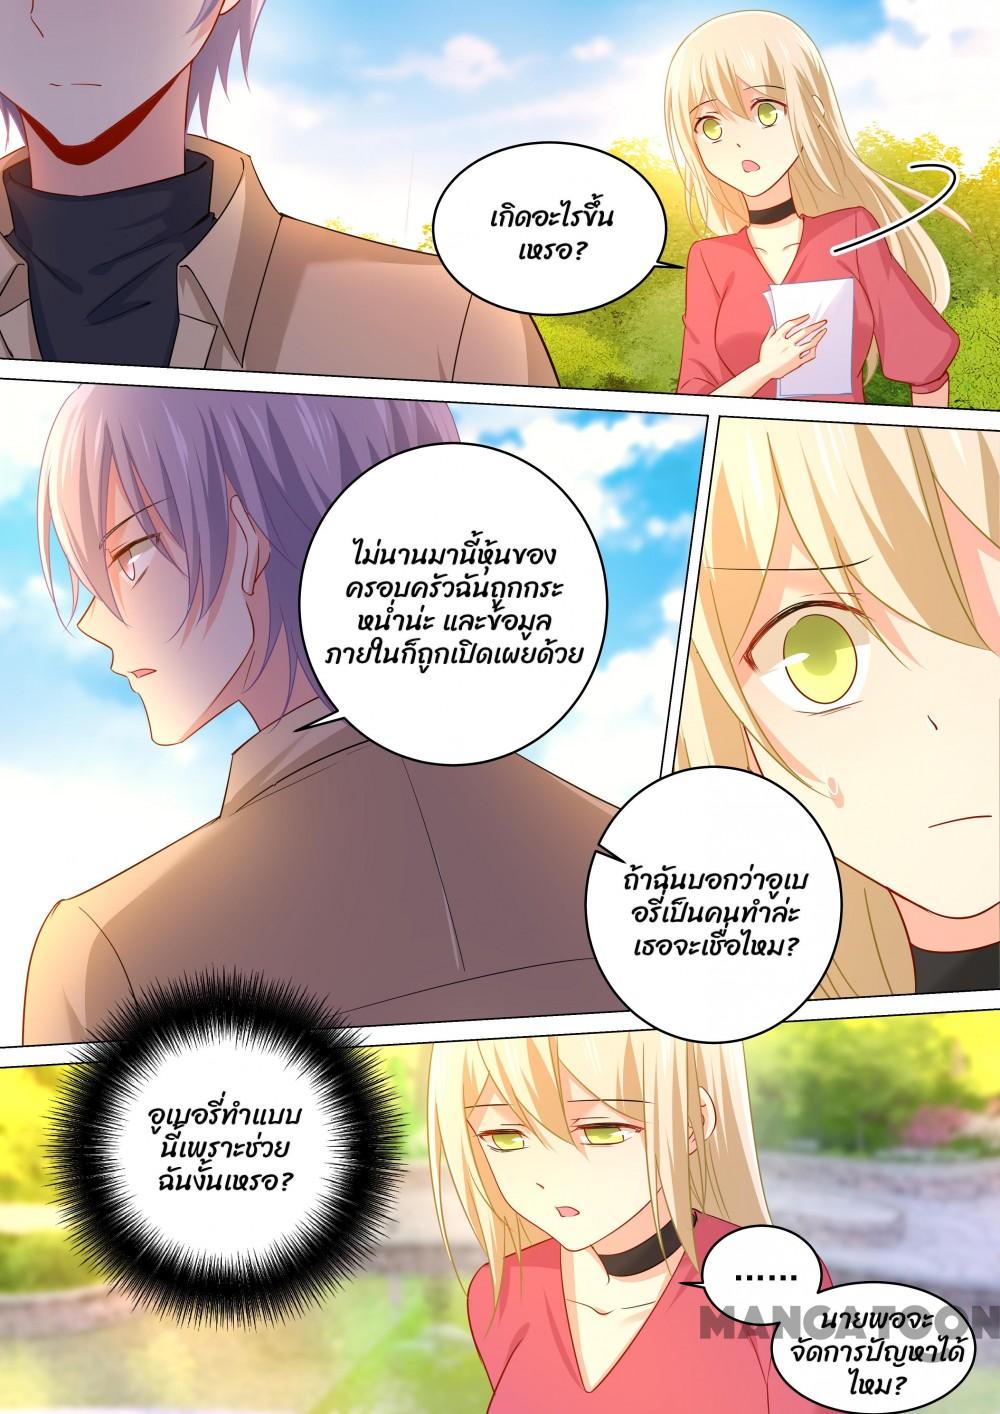 เกิดอะไรขึ้น
เหรอ?
ไม่นานมานี้หุ้นของ
ครอบครัวฉันถูกกระ
หน่ำน่ะ และข้อมูล
ภายในก็ถูกเปิดเผยด้วย
ถ้าฉันบอกว่าอูเบ
อรี่เป็นคนทำล่ะ
เธอจะเชื่อไหม?
อูเบอรี่ทำแบบ
นี้เพราะช่วย
ฉันงั้นเหรอ?
......
นายพอจะ
จัดการปัญหาได้
ไหม?
MANGATOON